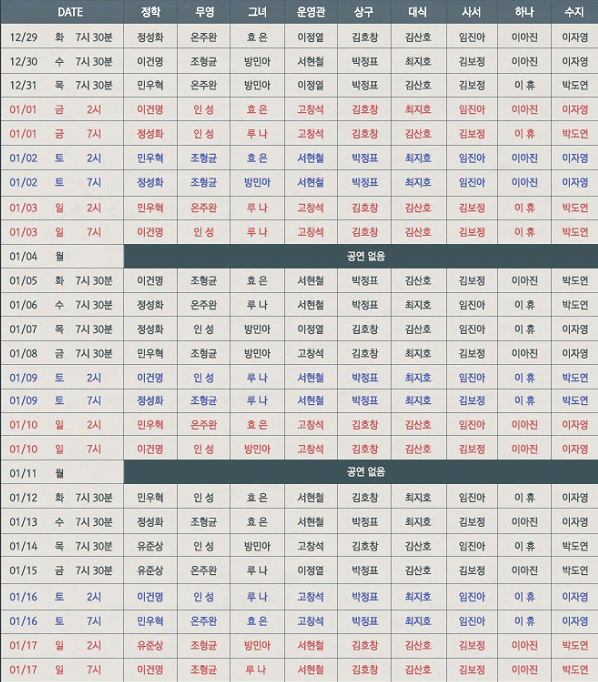 DATE 정학 무영 그녀 운영관 상구 대식 사서 하나 수지
12/29 화 7시 30분 정성화 온주완 효 은 이정열 김호창 김산호 임진아 이아진 이자영
12/30 수 7시 30분 이건명 조형균 방민아 서현철 박정표 김산호 임진아 이아진 이자영
12/31 목 7시 30분 민우혁 온주완 방민아 이정열 박정표 김산호 김보정 이 휴 박도연
01/01 금 2시 이건명 인 성 효 은 고창석 김호창 최지호 임진아 이아진 이자영
01/01 금 7시 정성화 인 성 루 나 고창석 김호창 최지호 김보정 이 휴 박도연
01/02 토 2시 민우혁 조형균 효 은 서현철 박정표 최지호 임진아 이아진 이자영
01/02 토 7시 정성화 조형균 방민아 서현철 박정표 최지호 임진아 이아진 이자영
01/03 일 2시 민우혁 온주완 루 나 고창석 김호창 김산호 김보정 이 휴 박도연
01/03 일 7시 이건명 인 성 루 나 고창석 김호창 김산호 김보정 이 휴 박도연
01/04 월 공연 없음
01/05 화 7시 30분 이건명 조형균 효 은 서현철 박정표 최지호 김보정 이아진 박도연
01/06 수 7시 30분 정성화 온주완 루 나 서현철 박정표 최지호 김보정 이아진 박도연
01/07 목 7시 30분 정성화 인 성 방민아 이정열 김호창 김산호 임진아 이 휴 이자영
01/08 금 7시 30분 민우혁 조형균 방민아 고창석 김호창 최지호 김보정 이아진 이자영
01/09 토 2시 이건명 인 성 루 나 서현철 박정표 김산호 임진아 이 휴 박도연
01/09 토 7시 정성화 조형균 루 나 서현철 박정표 최지호 임진아 이 휴 박도연
01/10 일 2시 민우혁 온주완 효 은 고창석 김호창 김산호 김보정 이아진 이자영
01/10 일 7시 이건명 인 성 방민아 고창석 김호창 김산호 김보정 이아진 이자영
01/11 월 공연 없음
01/12 화 7시 30분 민우혁 인 성 효 은 서현철 김호창 최지호 임진아 이 휴 이자영
01/13 수 7시 30분 정성화 조형균 효 은 서현철 박정표 최지호 김보정 이아진 이자영
01/14 목 7시 30분 유준상 인 성 방민아 고창석 김호창 김산호 임진아 이 휴 박도연
01/15 금 7시 30분 유준상 온주완 루 나 이정열 박정표 김산호 김보정 이아진 박도연
01/16 토 2시 이건명 인 성 루 나 고창석 박정표 김산호 임진아 이 휴 이자영
01/16 토 7시 민우혁 온주완 효 은 고창석 박정표 최지호 임진아 이 휴 이자영
01/17 일 2시 유준상 조형균 방민아 서현철 김호창 김산호 김보정 이아진 박도연
01/17 일 7시 이건명 조형균 루 나 서현철 김호창 김산호 김보정 이아진 박도연